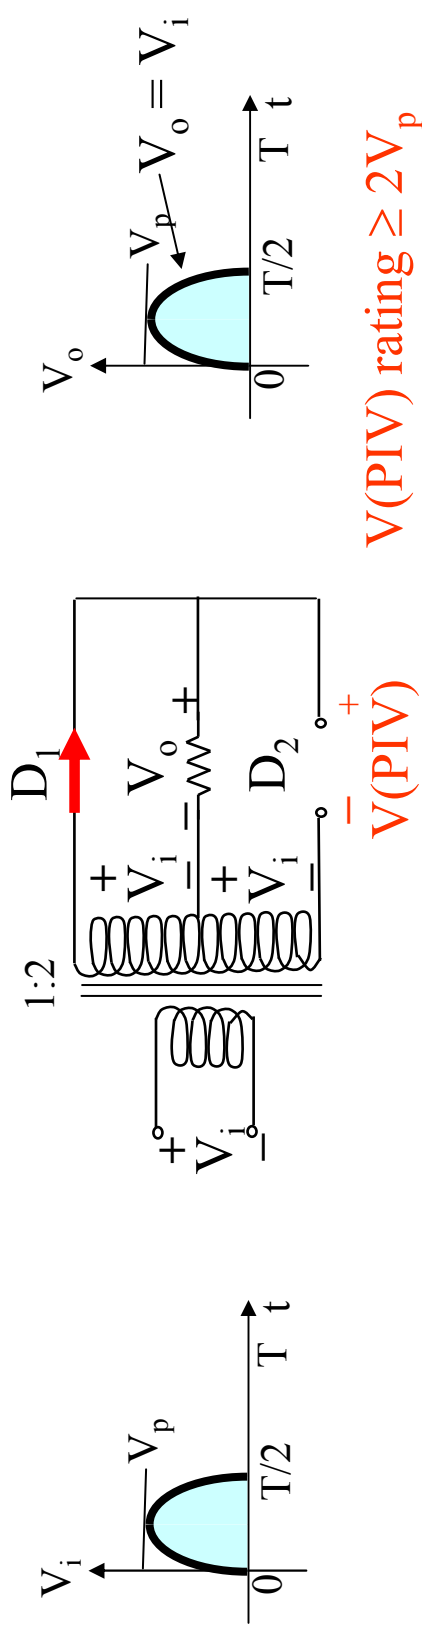 V_i
V_p
0
T/2
T
t
1:2
+
V_i
−
+
V_i
−
+
V_i
−
D_1
V_o
− +
D_2
− +
V(PIV)
V_o
V_p
V_o = V_i
0
T/2
T
t
V(PIV) rating ≥ 2V_p